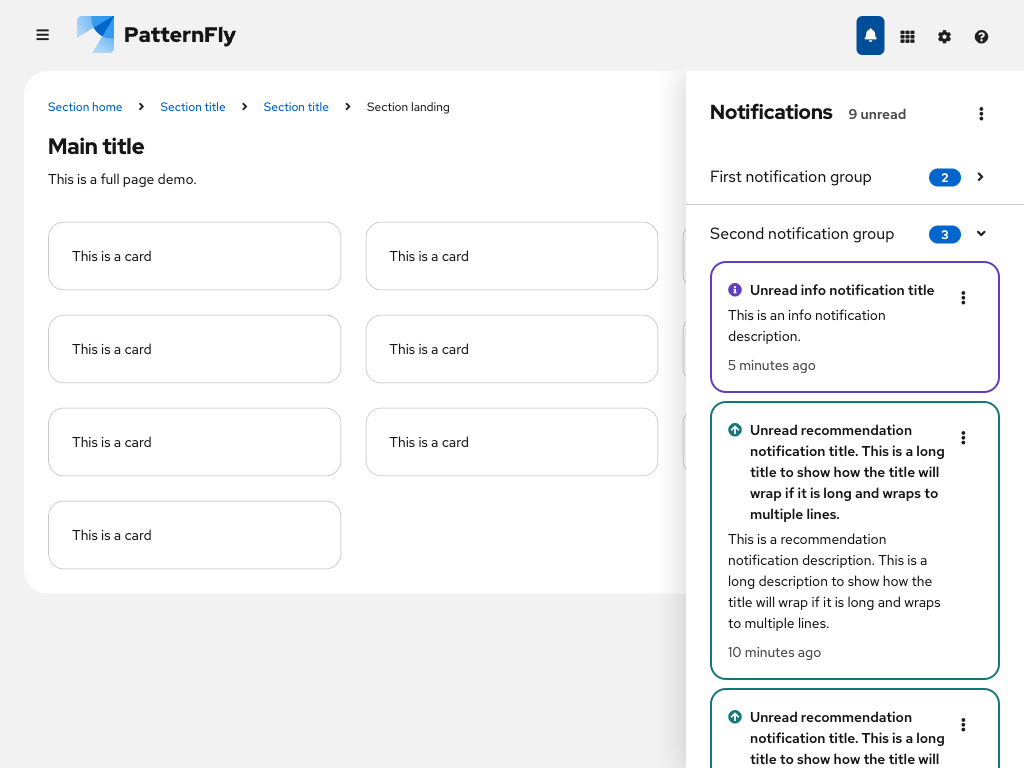 PatternFly
Section home
Section title
Section title
Section landing
Main title
This is a full page demo.
This is a card
This is a card
This is a card
This is a card
This is a card
This is a card
This is a card
Notifications
9 unread
First notification group
2
Second notification group
3
Unread info notification title
This is an info notification
description.
5 minutes ago
Unread recommendation
notification title. This is a long
title to show how the title will
wrap if it is long and wraps to
multiple lines.
This is a recommendation
notification description. This is a
long description to show how the
title will wrap if it is long and wraps
to multiple lines.
10 minutes ago
Unread recommendation
notification title. This is a long
title to show how the title will